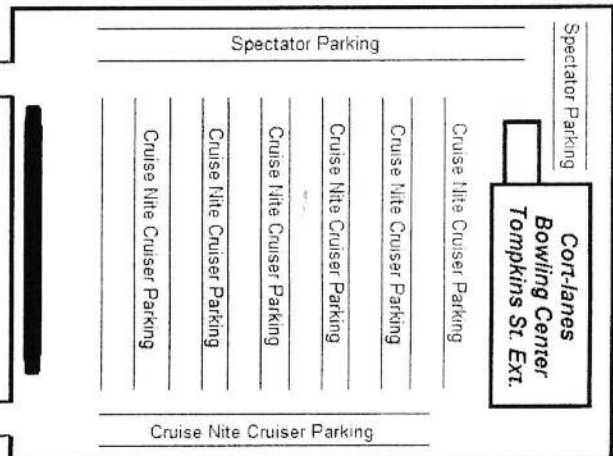 Spectator Parking
Spectator Parking
Cruise Nite Cruiser Parking
Cruise Nite Cruiser Parking
Cruise Nite Cruiser Parking
Cruise Nite Cruiser Parking
Cruise Nite Cruiser Parking
Cruise Nite Cruiser Parking
Cort-lanes
Bowling Center
Tompkins St. Ext.
Cruise Nite Cruiser Parking